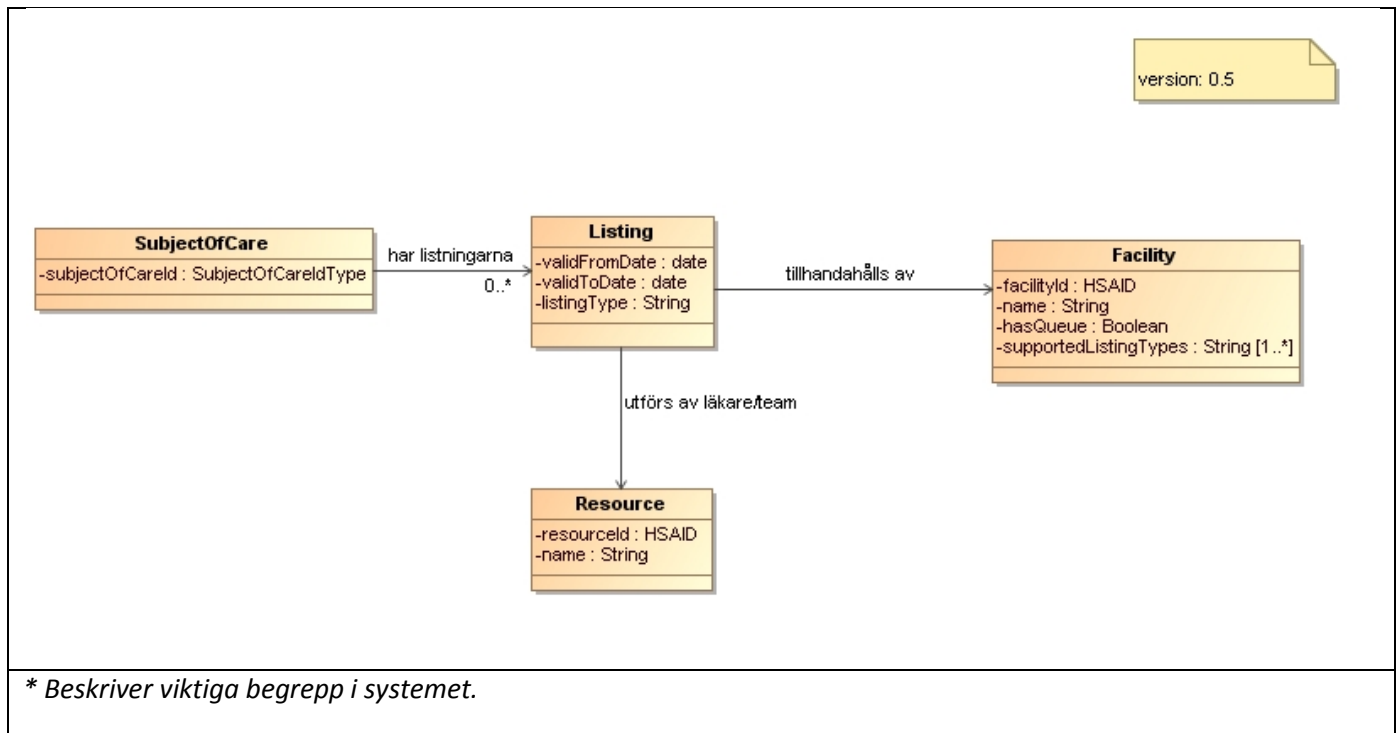 version: 0.5
SubjectOfCare
-subjectOfCareId : SubjectOfCareIdType
har listningarna
0..*
Listing
-validFromDate : date
-validToDate : date
-listingType : String
tillhandahålls av
Facility
-facilityId : HSAID
-name : String
-hasQueue : Boolean
-supportedListingTypes : String [1..*]
utförs av läkare/team
Resource
-resourceId : HSAID
-name : String
* Beskriver viktiga begrepp i systemet.